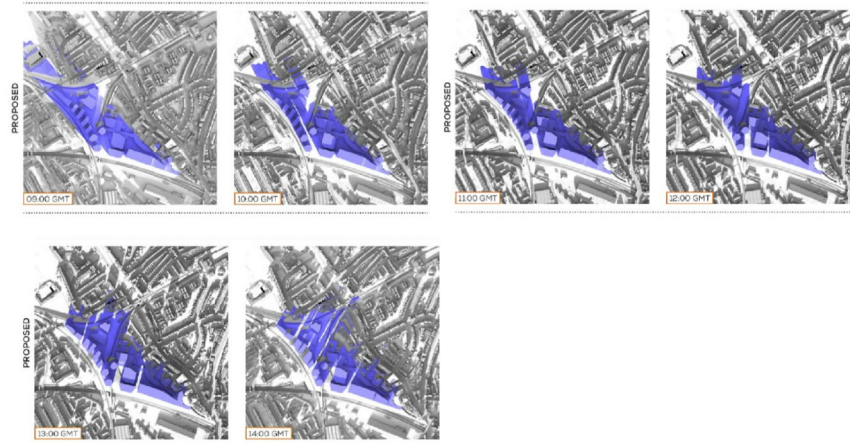 PROPOSED
09:00 GMT
10:00 GMT
PROPOSED
11:00 GMT
12:00 GMT
PROPOSED
13:00 GMT
14:00 GMT